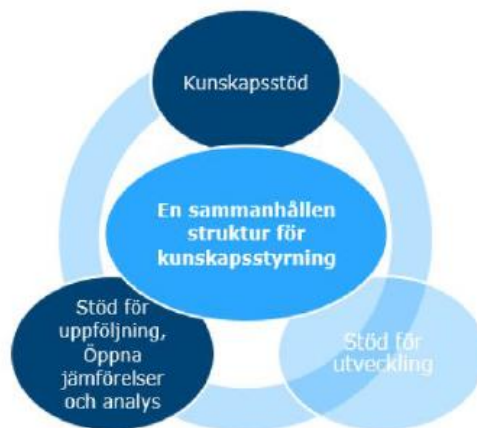 Kunskapsstöd
En sammanhållen
struktur för
kunskapsstyrning
Stöd för
uppföljning,
Öppna
jämförelser
och analys
Stöd för
utveckling